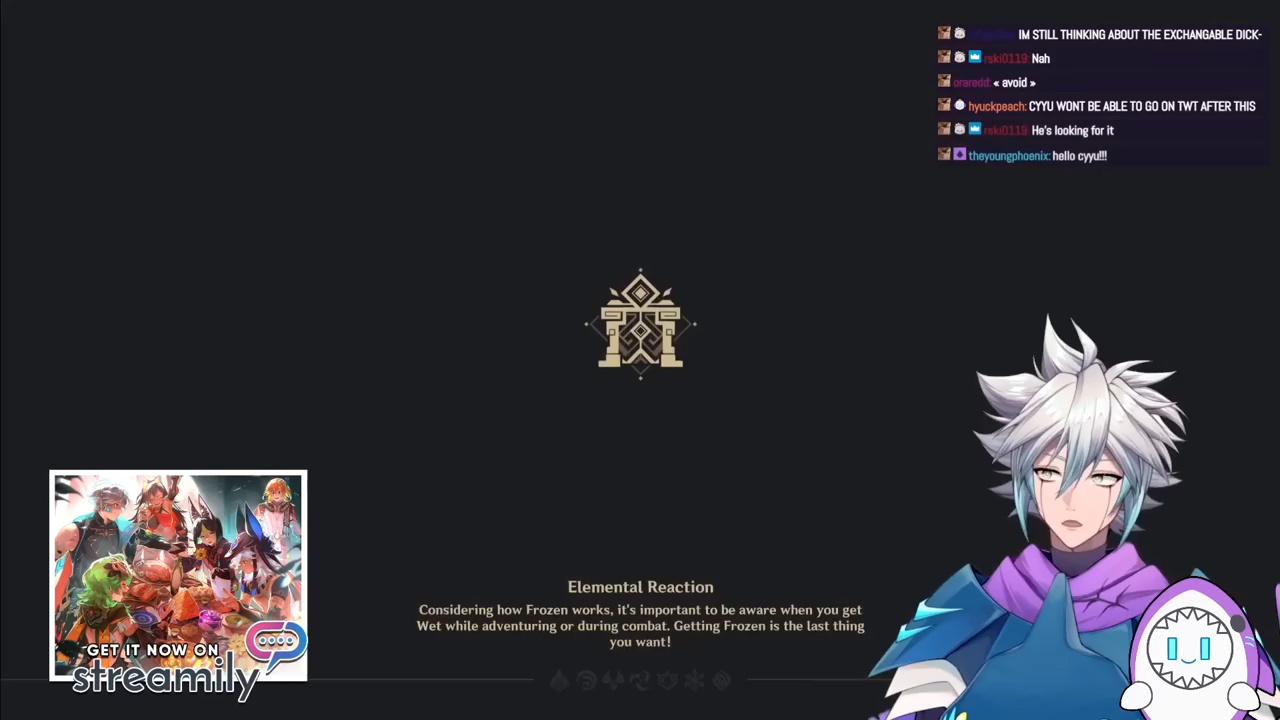 IM STILL THINKING ABOUT THE EXCHANGABLE DICK-
rski0119: Nah
oraredd: « avoid »
hyuckpeach: CYYU WONT BE ABLE TO GO ON TWT AFTER THIS
rski0119: He's looking for it
theyoungphoenix: hello cyyu!!!
Elemental Reaction
Considering how Frozen works, it's important to be aware when you get
Wet while adventuring or during combat. Getting Frozen is the last thing
you want!
GET IT NOW ON
streamily